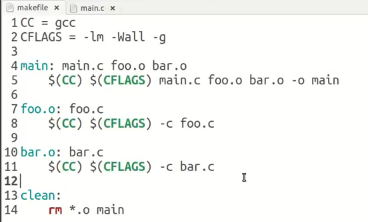 makefile × main.c ×
1 CC = gcc
2 CFLAGS = -lm -Wall -g
3
4 main: main.c foo.o bar.o
5 $(CC) $(CFLAGS) main.c foo.o bar.o -o main
6
7 foo.o: foo.c
8 $(CC) $(CFLAGS) -c foo.c
9
10 bar.o: bar.c
11 $(CC) $(CFLAGS) -c bar.c
12
13 clean:
14 rm *.o main